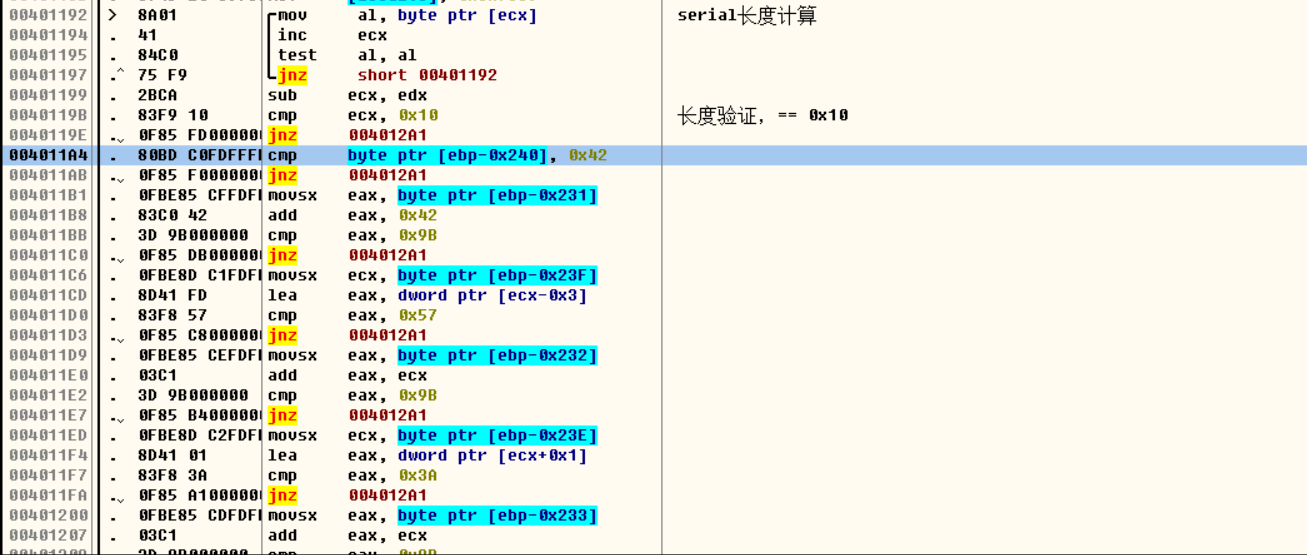 00401192 > 8A01 mov al, byte ptr [ecx] serial长度计算
00401194 . 41 inc ecx
00401195 . 84C0 test al, al
00401197 .^ 75 F9 jnz short 00401192
00401199 . 2BCA sub ecx, edx
0040119B . 83F9 10 cmp ecx, 0x10 长度验证，== 0x10
0040119E .v 0F85 FD000000 jnz 004012A1
004011A4 . 80BD C0FDFFF cmp byte ptr [ebp-0x240], 0x42
004011AB .v 0F85 F0000000 jnz 004012A1
004011B1 . 0FBE85 CFFDF movsx eax, byte ptr [ebp-0x231]
004011B8 . 83C0 42 add eax, 0x42
004011BB . 3D 9B000000 cmp eax, 0x9B
004011C0 .v 0F85 DB000000 jnz 004012A1
004011C6 . 0FBE8D C1FDF movsx ecx, byte ptr [ebp-0x23F]
004011CD . 8D41 FD lea eax, dword ptr [ecx-0x3]
004011D0 . 83F8 57 cmp eax, 0x57
004011D3 .v 0F85 C8000000 jnz 004012A1
004011D9 . 0FBE85 CEFDF movsx eax, byte ptr [ebp-0x232]
004011E0 . 03C1 add eax, ecx
004011E2 . 3D 9B000000 cmp eax, 0x9B
004011E7 .v 0F85 B4000000 jnz 004012A1
004011ED . 0FBE8D C2FDF movsx ecx, byte ptr [ebp-0x23E]
004011F4 . 8D41 01 lea eax, dword ptr [ecx+0x1]
004011F7 . 83F8 3A cmp eax, 0x3A
004011FA .v 0F85 A1000000 jnz 004012A1
00401200 . 0FBE85 CDFDF movsx eax, byte ptr [ebp-0x233]
00401207 . 03C1 add eax, ecx